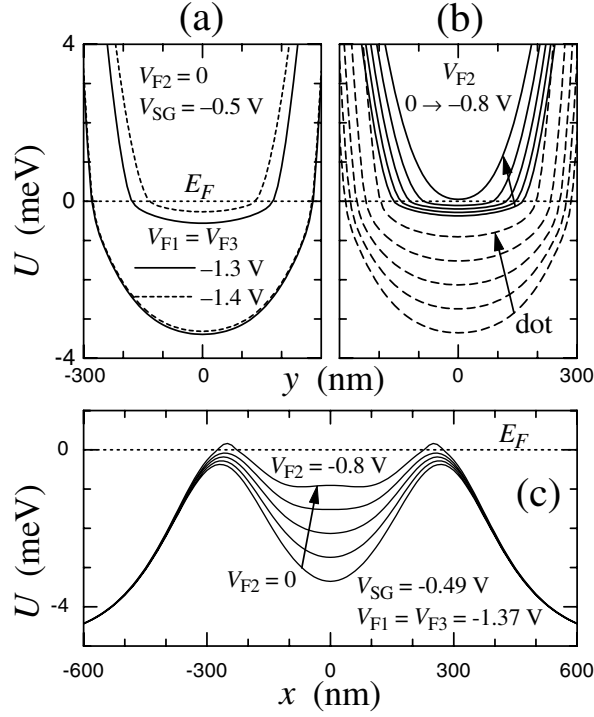 (a)
(b)
4
0
-4
U (meV)
V_F2 = 0
V_SG = –0.5 V
E_F
V_F1 = V_F3
–1.3 V
–1.4 V
-300
0
y (nm)
V_F2
0 → –0.8 V
dot
0
300
(c)
0
-4
U (meV)
E_F
V_F2 = -0.8 V
V_F2 = 0
V_SG = -0.49 V
V_F1 = V_F3 = -1.37 V
-600
-300
0
300
600
x (nm)